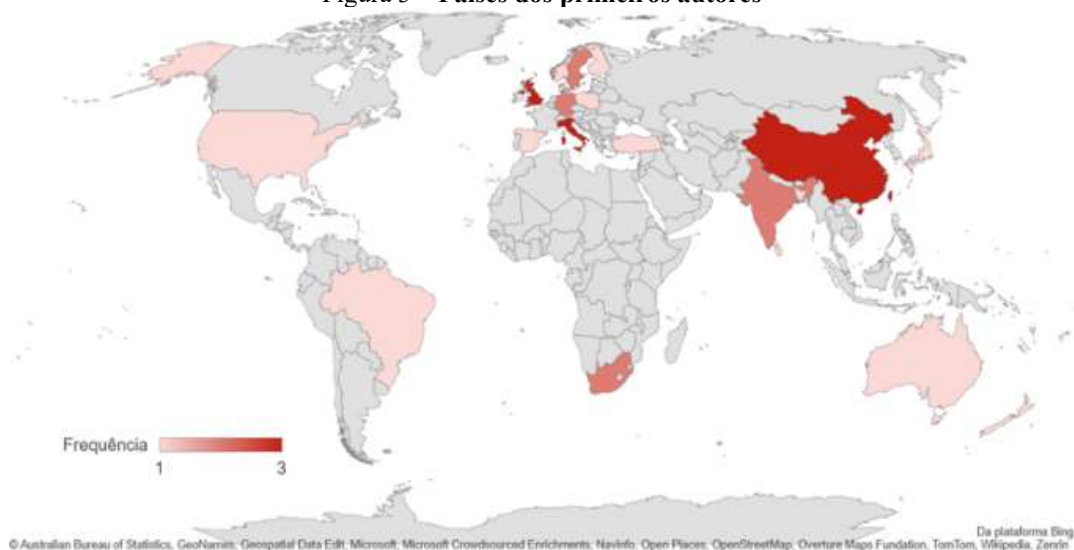 Figura 3 – Países dos primeiros autores
Frequência
1
3
Da plataforma Bing
© Australian Bureau of Statistics, GeoNames, Geospatial Data Edit, Microsoft, Microsoft Crowdsourced Enrichments, Navinfo, Open Places, OpenStreetMap, Overture Maps Fundation, TomTom, Wikipedia, Zenrin